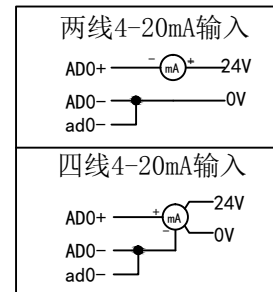 两线4-20mA输入
- +
AD0+ mA 24V
AD0- 0V
ad0-
四线4-20mA输入
24V
AD0+ + mA
- 0V
AD0-
ad0-